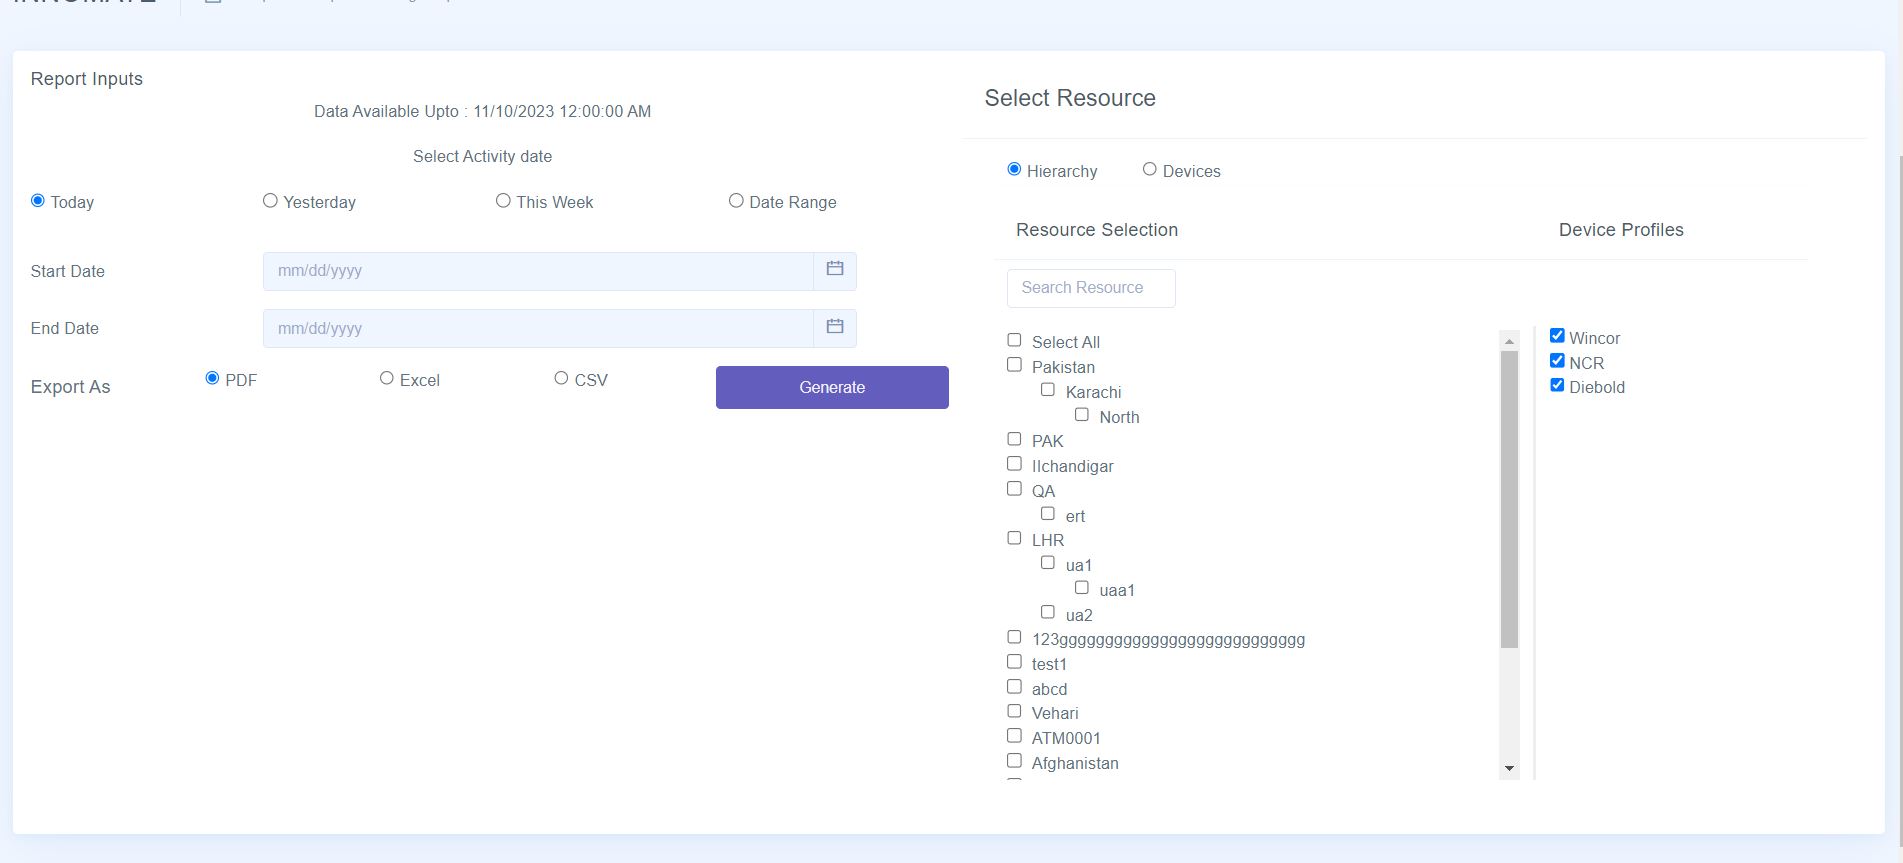 Report Inputs
Data Available Upto : 11/10/2023 12:00:00 AM
Select Activity date
Today
Yesterday
This Week
Date Range
Start Date
mm/dd/yyyy
End Date
mm/dd/yyyy
Export As
PDF
Excel
CSV
Generate
Select Resource
Hierarchy
Devices
Resource Selection
Device Profiles
Search Resource
Select All
Pakistan
Karachi
North
PAK
IIchandigar
QA
ert
LHR
ua1
uaa1
ua2
123ggggggggggggggggggggggggggg
test1
abcd
Vehari
ATM0001
Afghanistan
Wincor
NCR
Diebold